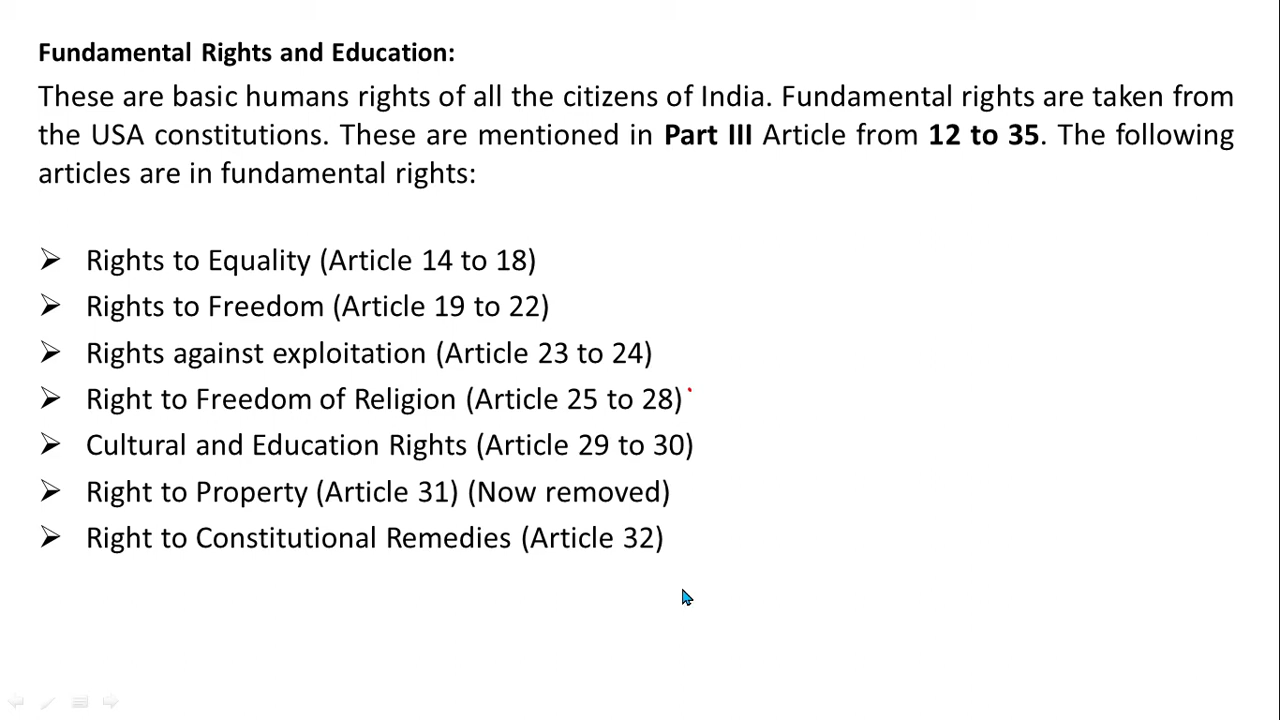 Fundamental Rights and Education:
These are basic humans rights of all the citizens of India. Fundamental rights are taken from
the USA constitutions. These are mentioned in Part III Article from 12 to 35. The following
articles are in fundamental rights:
➢ Rights to Equality (Article 14 to 18)
➢ Rights to Freedom (Article 19 to 22)
➢ Rights against exploitation (Article 23 to 24)
➢ Right to Freedom of Religion (Article 25 to 28)
➢ Cultural and Education Rights (Article 29 to 30)
➢ Right to Property (Article 31) (Now removed)
➢ Right to Constitutional Remedies (Article 32)